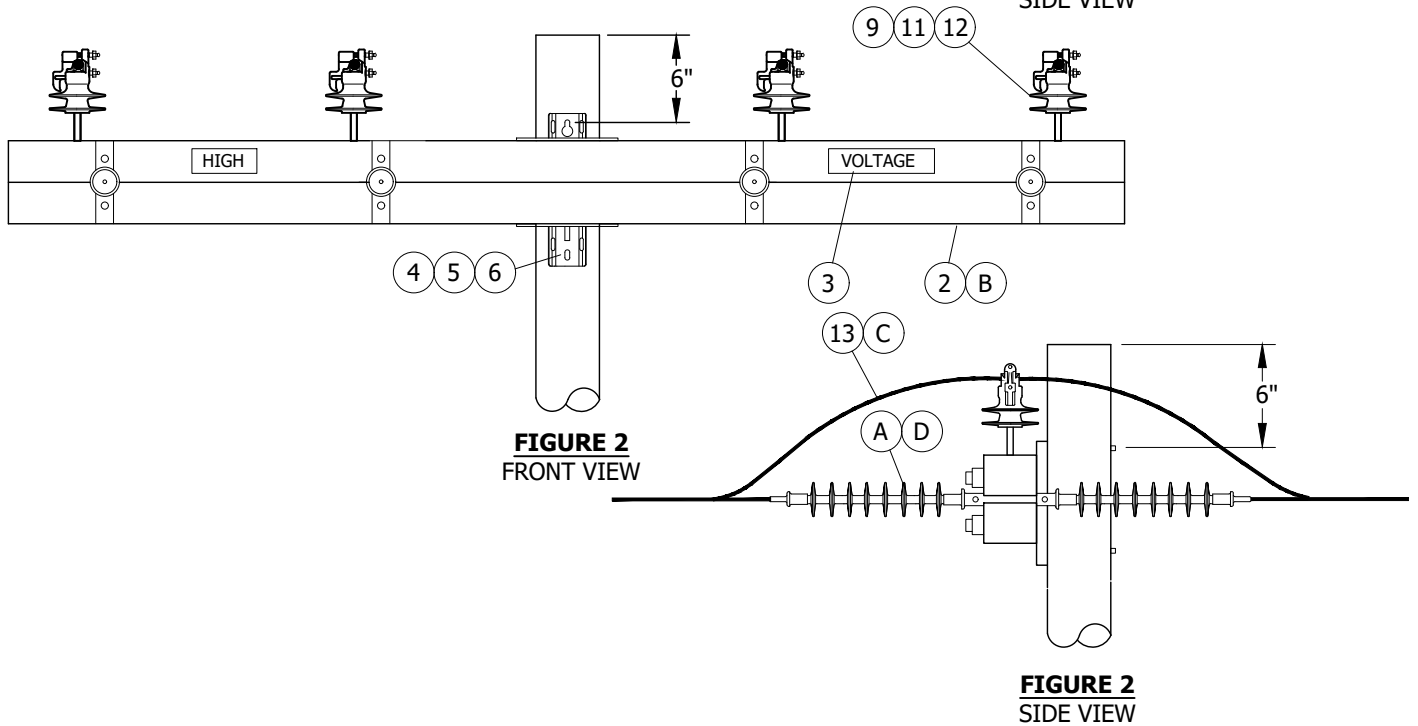 SIDE VIEW
9 11 12
6"
HIGH
VOLTAGE
4 5 6
3
2 B
13 C
6"
A D
FIGURE 2
FRONT VIEW
FIGURE 2
SIDE VIEW